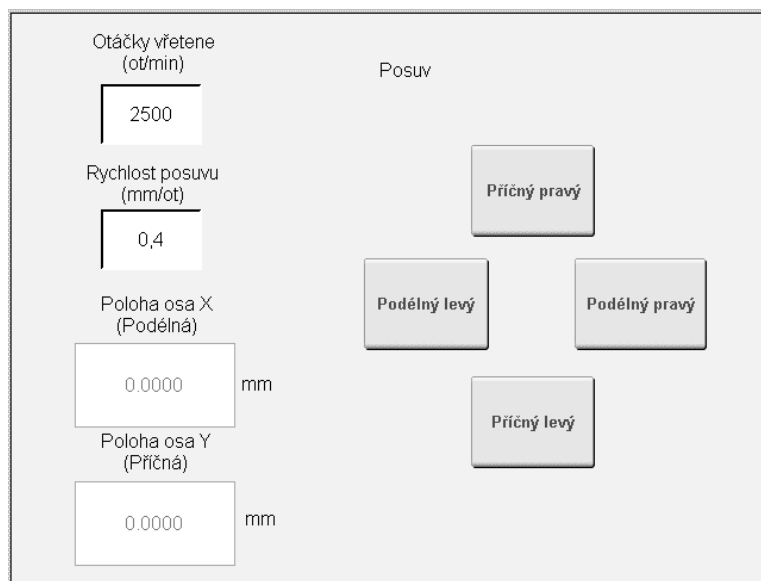 Otáčky vřetene
(ot/min)
2500
Rychlost posuvu
(mm/ot)
0,4
Poloha osa X
(Podélná)
0.0000 mm
Poloha osa Y
(Příčná)
0.0000 mm
Posuv
Příčný pravý
Podélný levý
Podélný pravý
Příčný levý